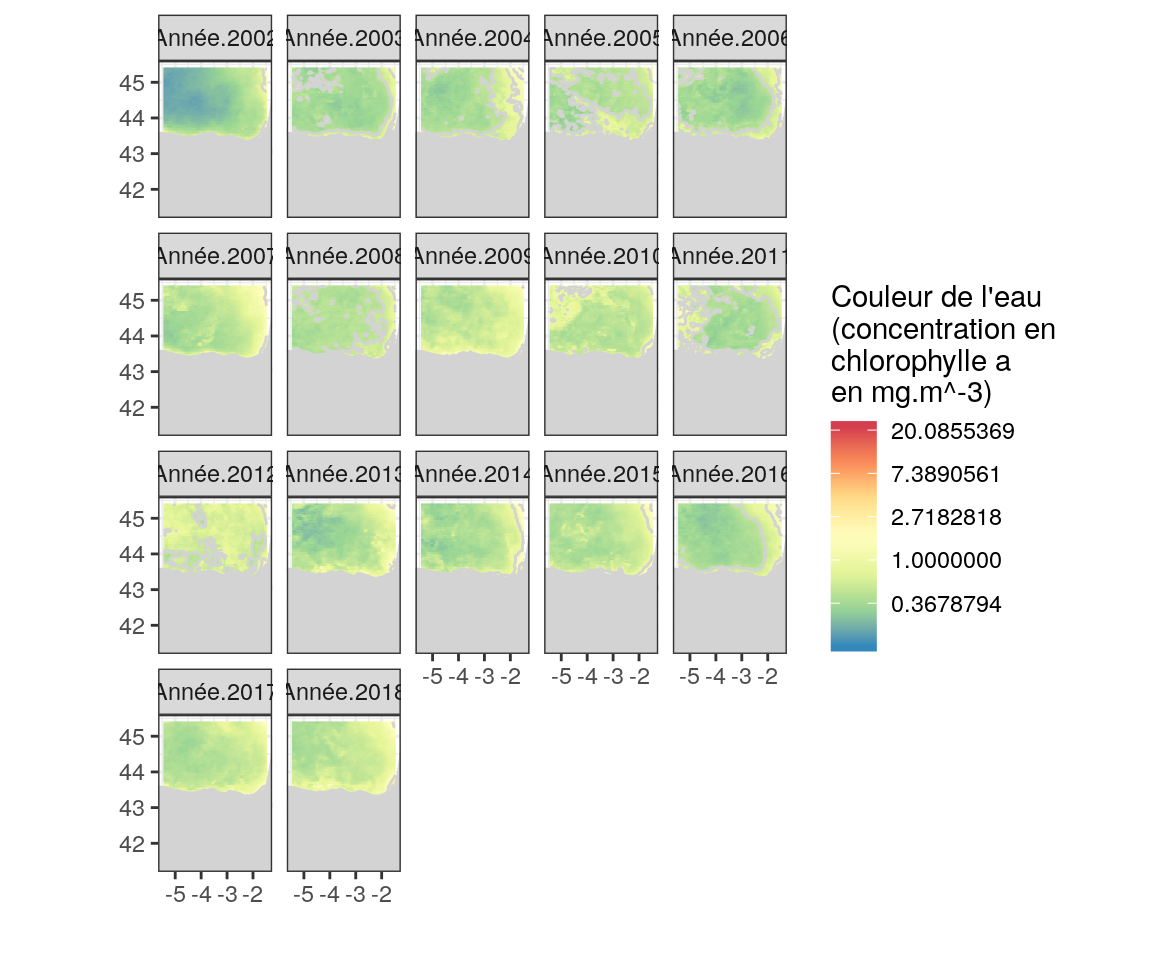 Année.2002 Année.2003 Année.2004 Année.2005 Année.2006
45
44
43
42
Année.2007 Année.2008 Année.2009 Année.2010 Année.2011
45
44
43
42
Année.2012 Année.2013 Année.2014 Année.2015 Année.2016
45
44
43
42
-5 -4 -3 -2 -5 -4 -3 -2 -5 -4 -3 -2
Année.2017 Année.2018
45
44
43
42
-5 -4 -3 -2 -5 -4 -3 -2
Couleur de l'eau
(concentration en
chlorophylle a
en mg.m^-3)
20.0855369
7.3890561
2.7182818
1.0000000
0.3678794